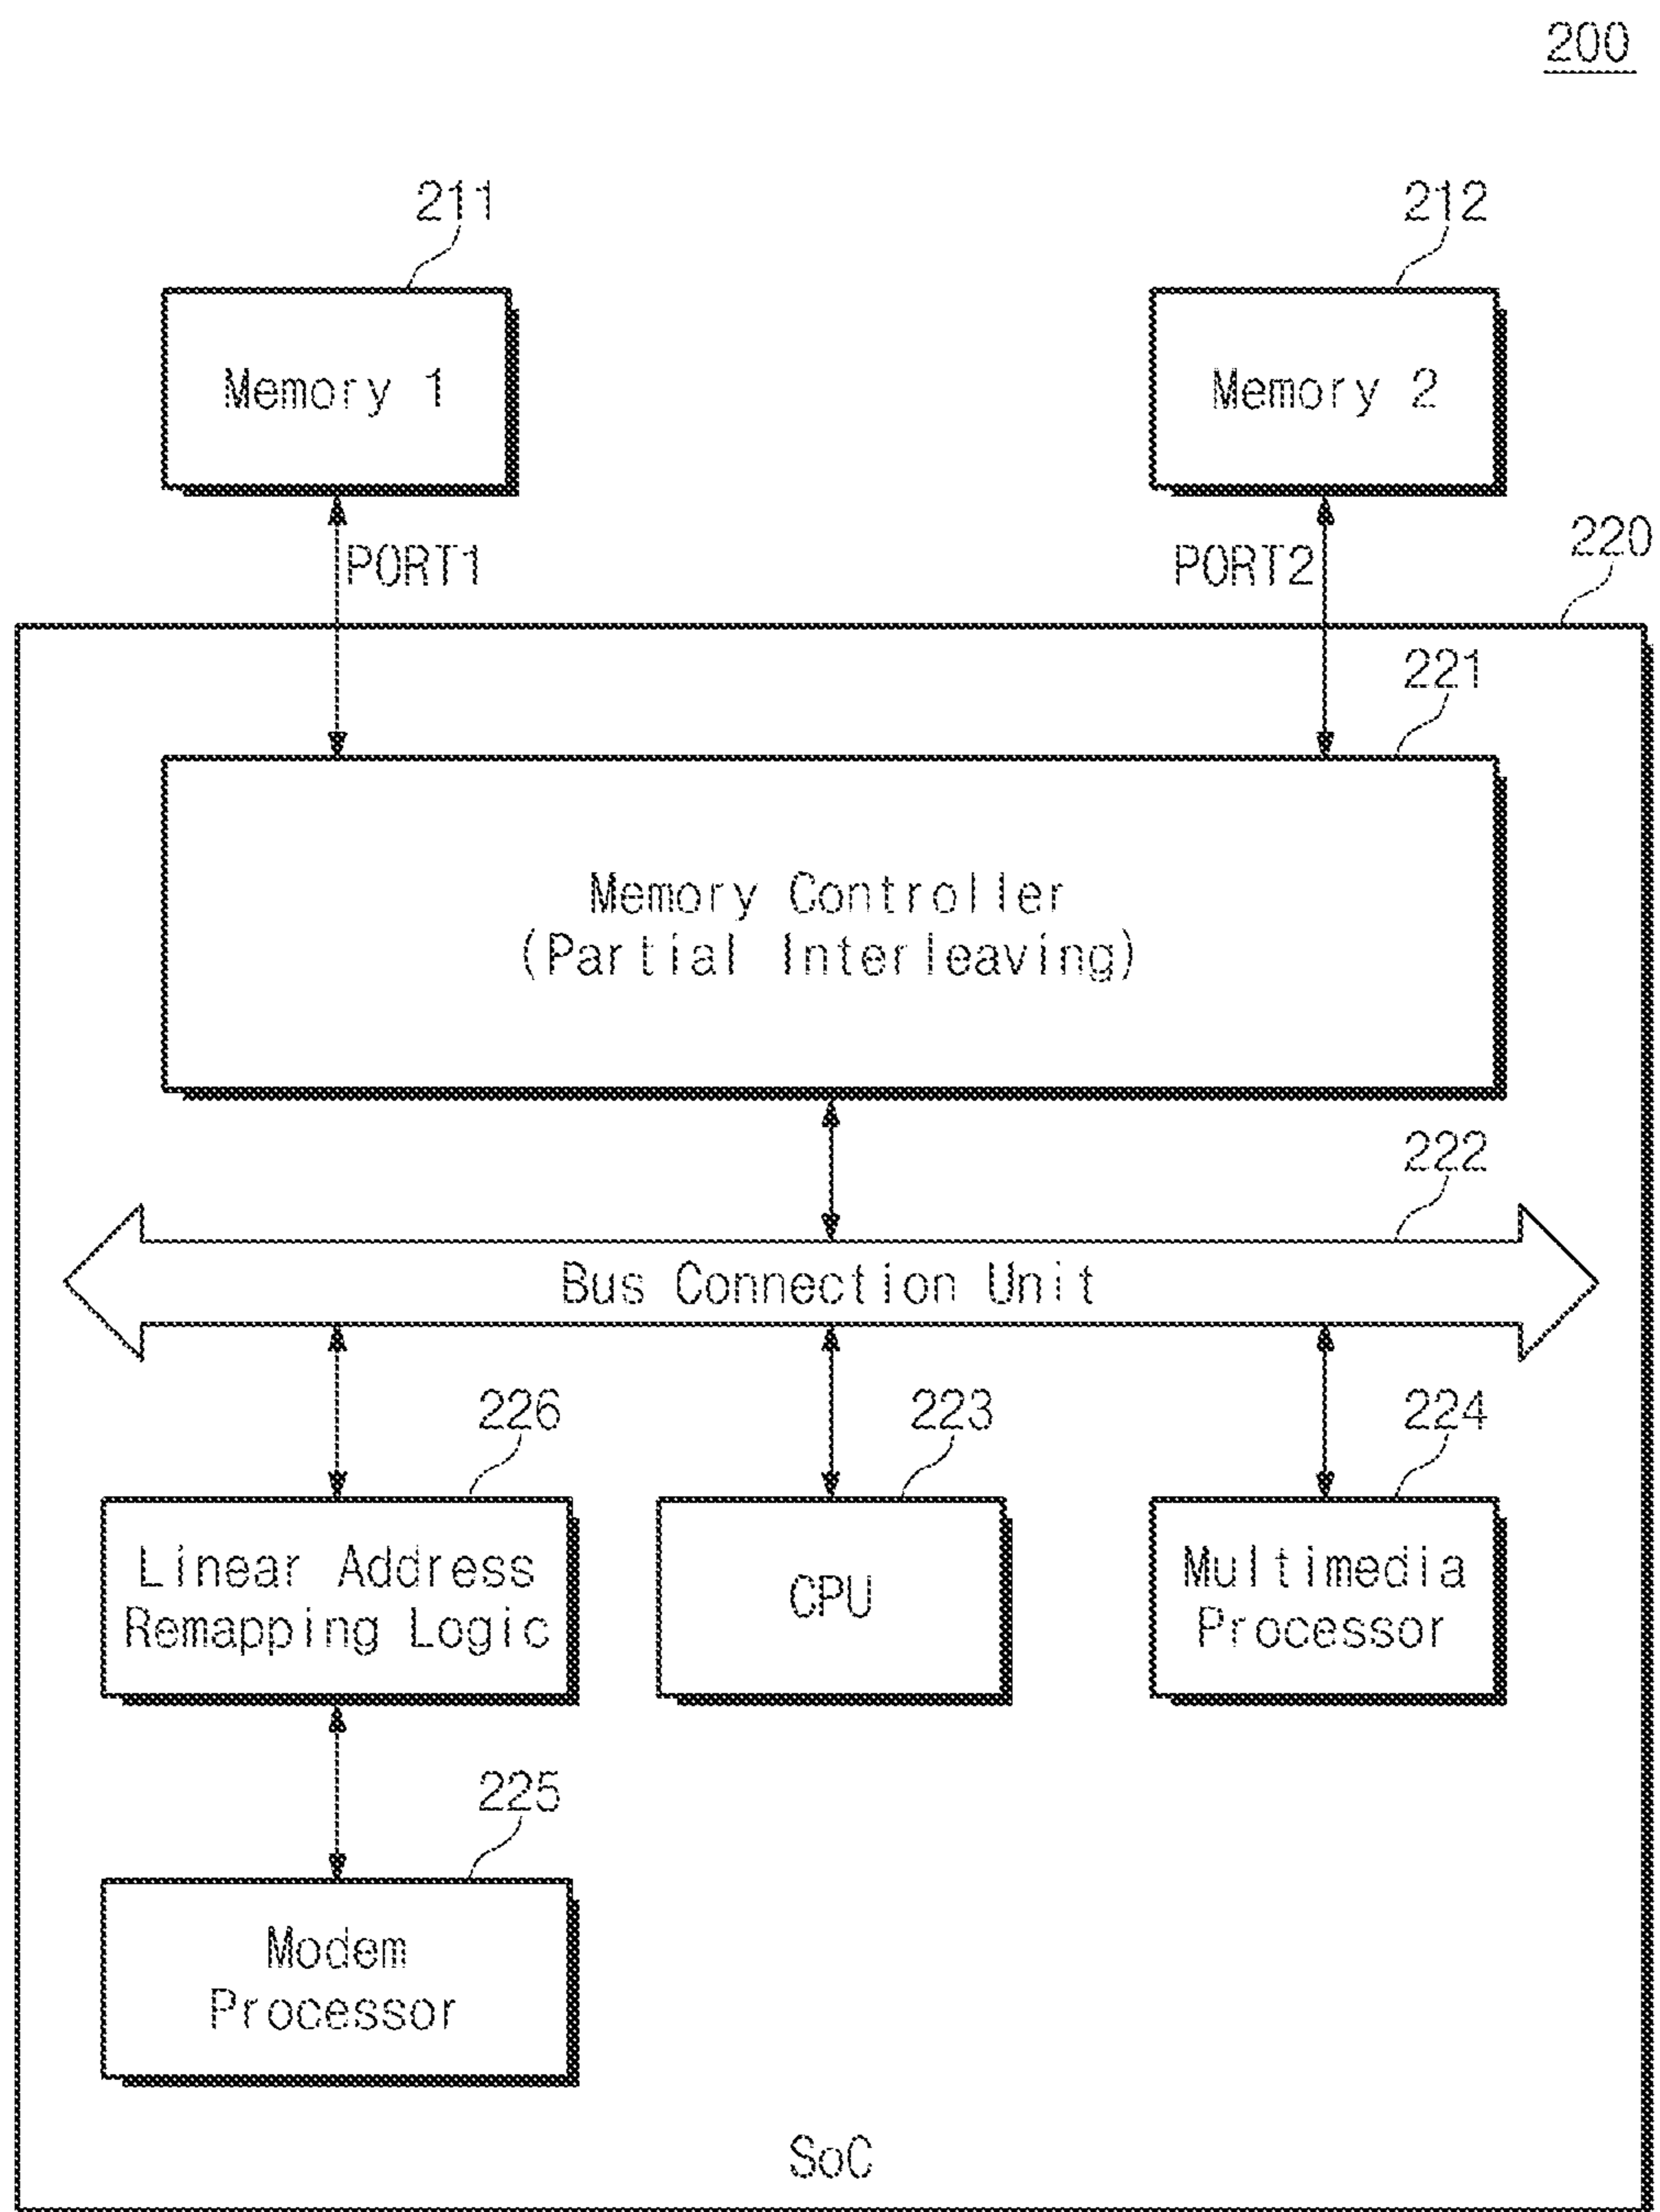 200
211
212
Memory 1
Memory 2
PORT1
PORT2
220
221
Memory Controller
(Partial Interleaving)
222
Bus Connection Unit
226
223
224
Linear Address
Remapping Logic
CPU
Multimedia
Processor
225
Modem
Processor
SoC